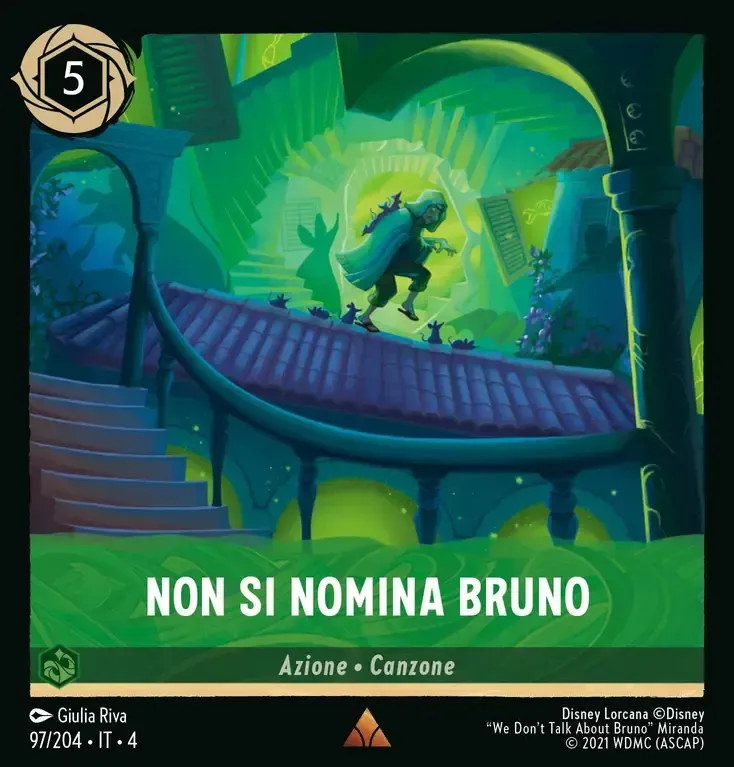 5
NON SI NOMINA BRUNO
Azione • Canzone
Giulia Riva
97/204 • IT • 4
Disney Lorcana ©Disney
“We Don’t Talk About Bruno” Miranda
© 2021 WDMC (ASCAP)